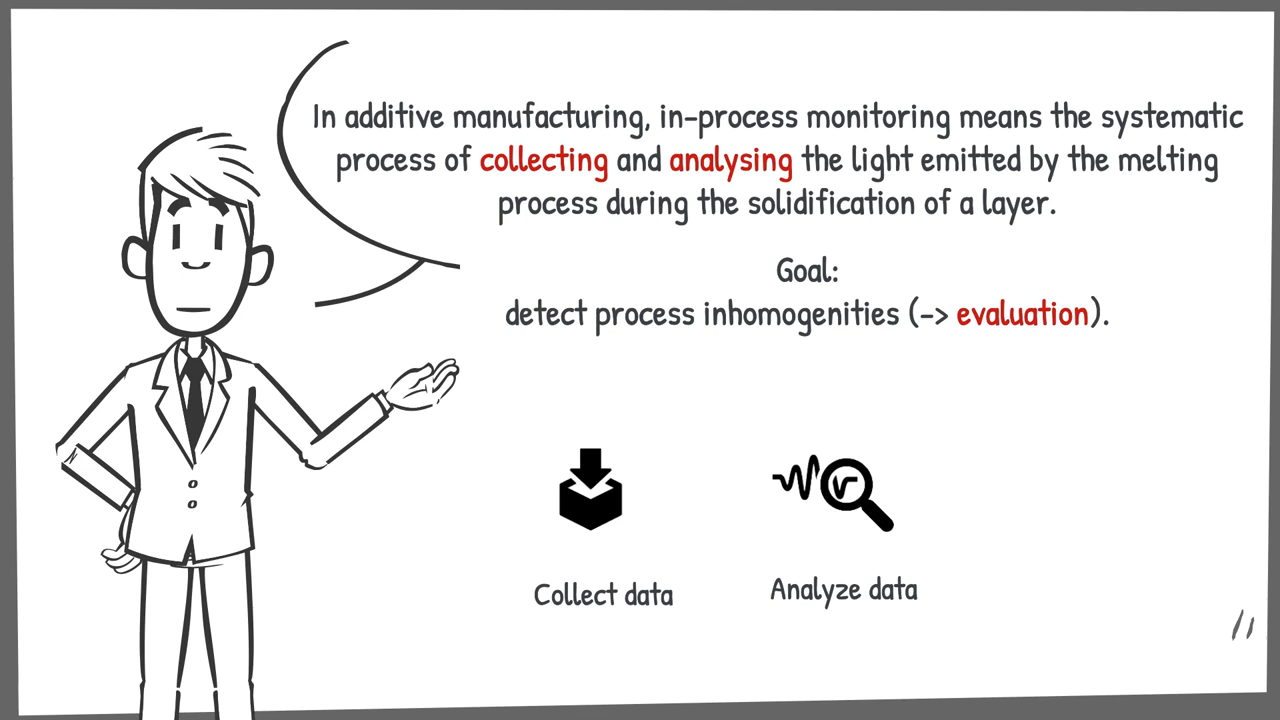 In additive manufacturing, in-process monitoring means the systematic
process of collecting and analysing the light emitted by the melting
process during the solidification of a layer.
Goal:
detect process inhomogenities (-> evaluation).
Collect data
Analyze data